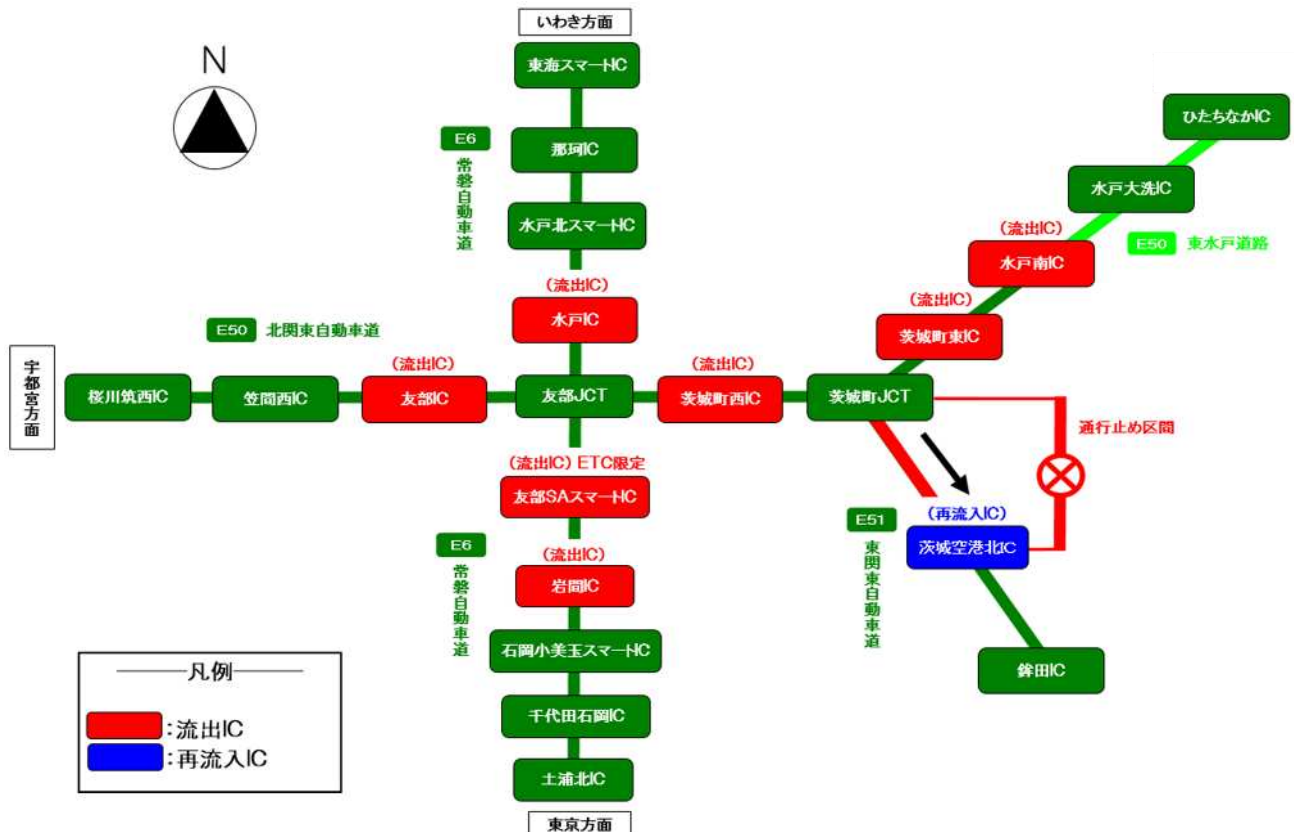 いわき方面
N
東海スマートIC
E6
常磐自動車道
那珂IC
水戸北スマートIC
ひたちなかIC
水戸大洗IC
E50 東水戸道路
(流出IC)
水戸南IC
(流出IC)
茨城町東IC
(流出IC)
水戸IC
E50 北関東自動車道
宇都宮方面
桜川筑西IC
笠間西IC
(流出IC)
友部IC
友部JCT
(流出IC)
茨城町西IC
茨城町JCT
通行止め区間
(流出IC) ETC限定
友部SAスマートIC
E6
常磐自動車道
(流出IC)
岩間IC
石岡小美玉スマートIC
千代田石岡IC
土浦北IC
東京方面
E51
東関東自動車道
(再流入IC)
茨城空港北IC
鉾田IC
凡例
:流出IC
:再流入IC